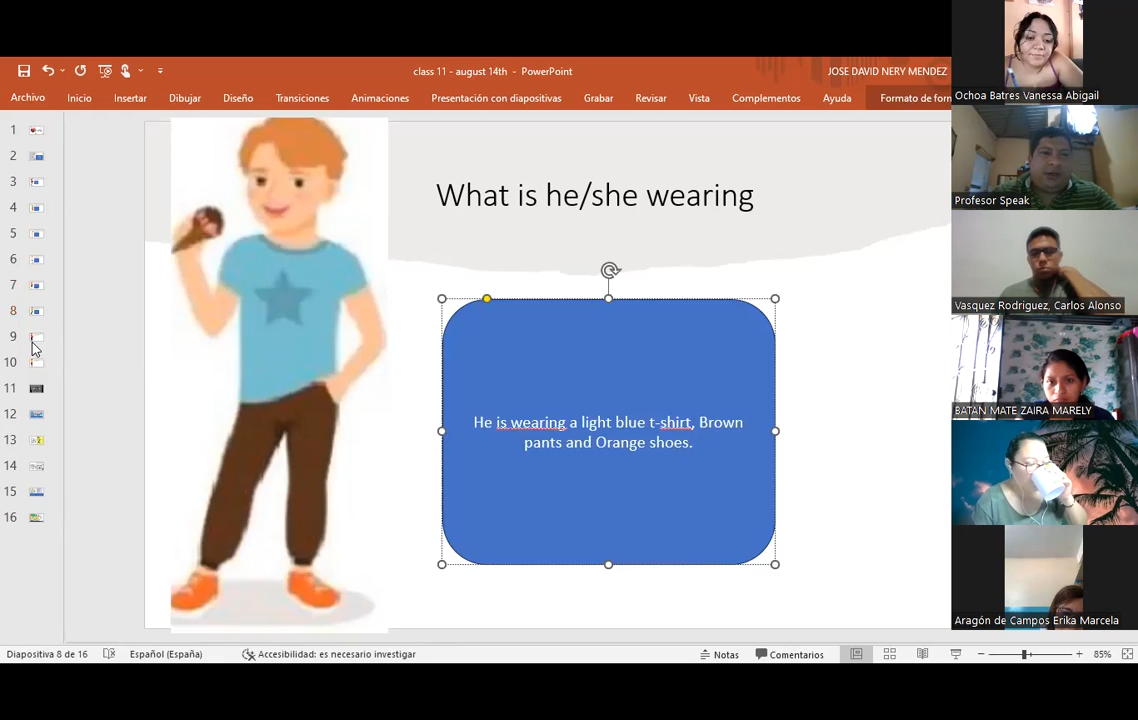 class 11 - august 14th - PowerPoint
JOSE DAVID NERY MENDEZ
Archivo Inicio Insertar Dibujar Diseño Transiciones Animaciones Presentación con diapositivas Grabar Revisar Vista Complementos Ayuda Formato de forn
1
2
3
4
5
6
7
8
9
10
11
12
13
14
15
16
What is he/she wearing
He is wearing a light blue t-shirt, Brown
pants and Orange shoes.
Ochoa Batres Vanessa Abigail
Profesor Speak
Vasquez Rodriguez, Carlos Alonso
BATAN MATE ZAIRA MARELY
Aragón de Campos Erika Marcela
Diapositiva 8 de 16 Español (España) Accesibilidad: es necesario investigar Notas Comentarios 85%